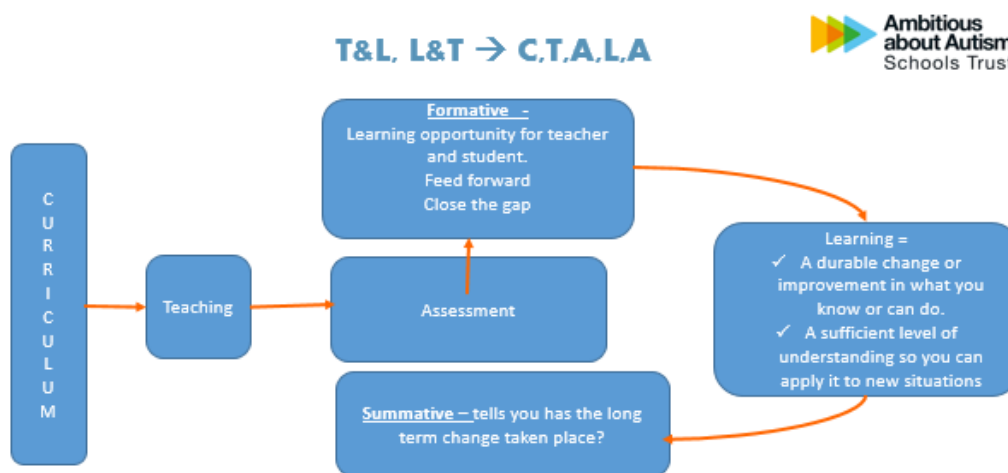 Ambitious
about Autism
Schools Trust
T&L, L&T → C,T,A,L,A
Formative -
Learning opportunity for teacher
and student.
Feed forward
Close the gap
C
U
R
R
I
C
U
L
U
M
Teaching
Assessment
Learning =
✓ A durable change or
improvement in what you
know or can do.
✓ A sufficient level of
understanding so you can
apply it to new situations
Summative – tells you has the long
term change taken place?